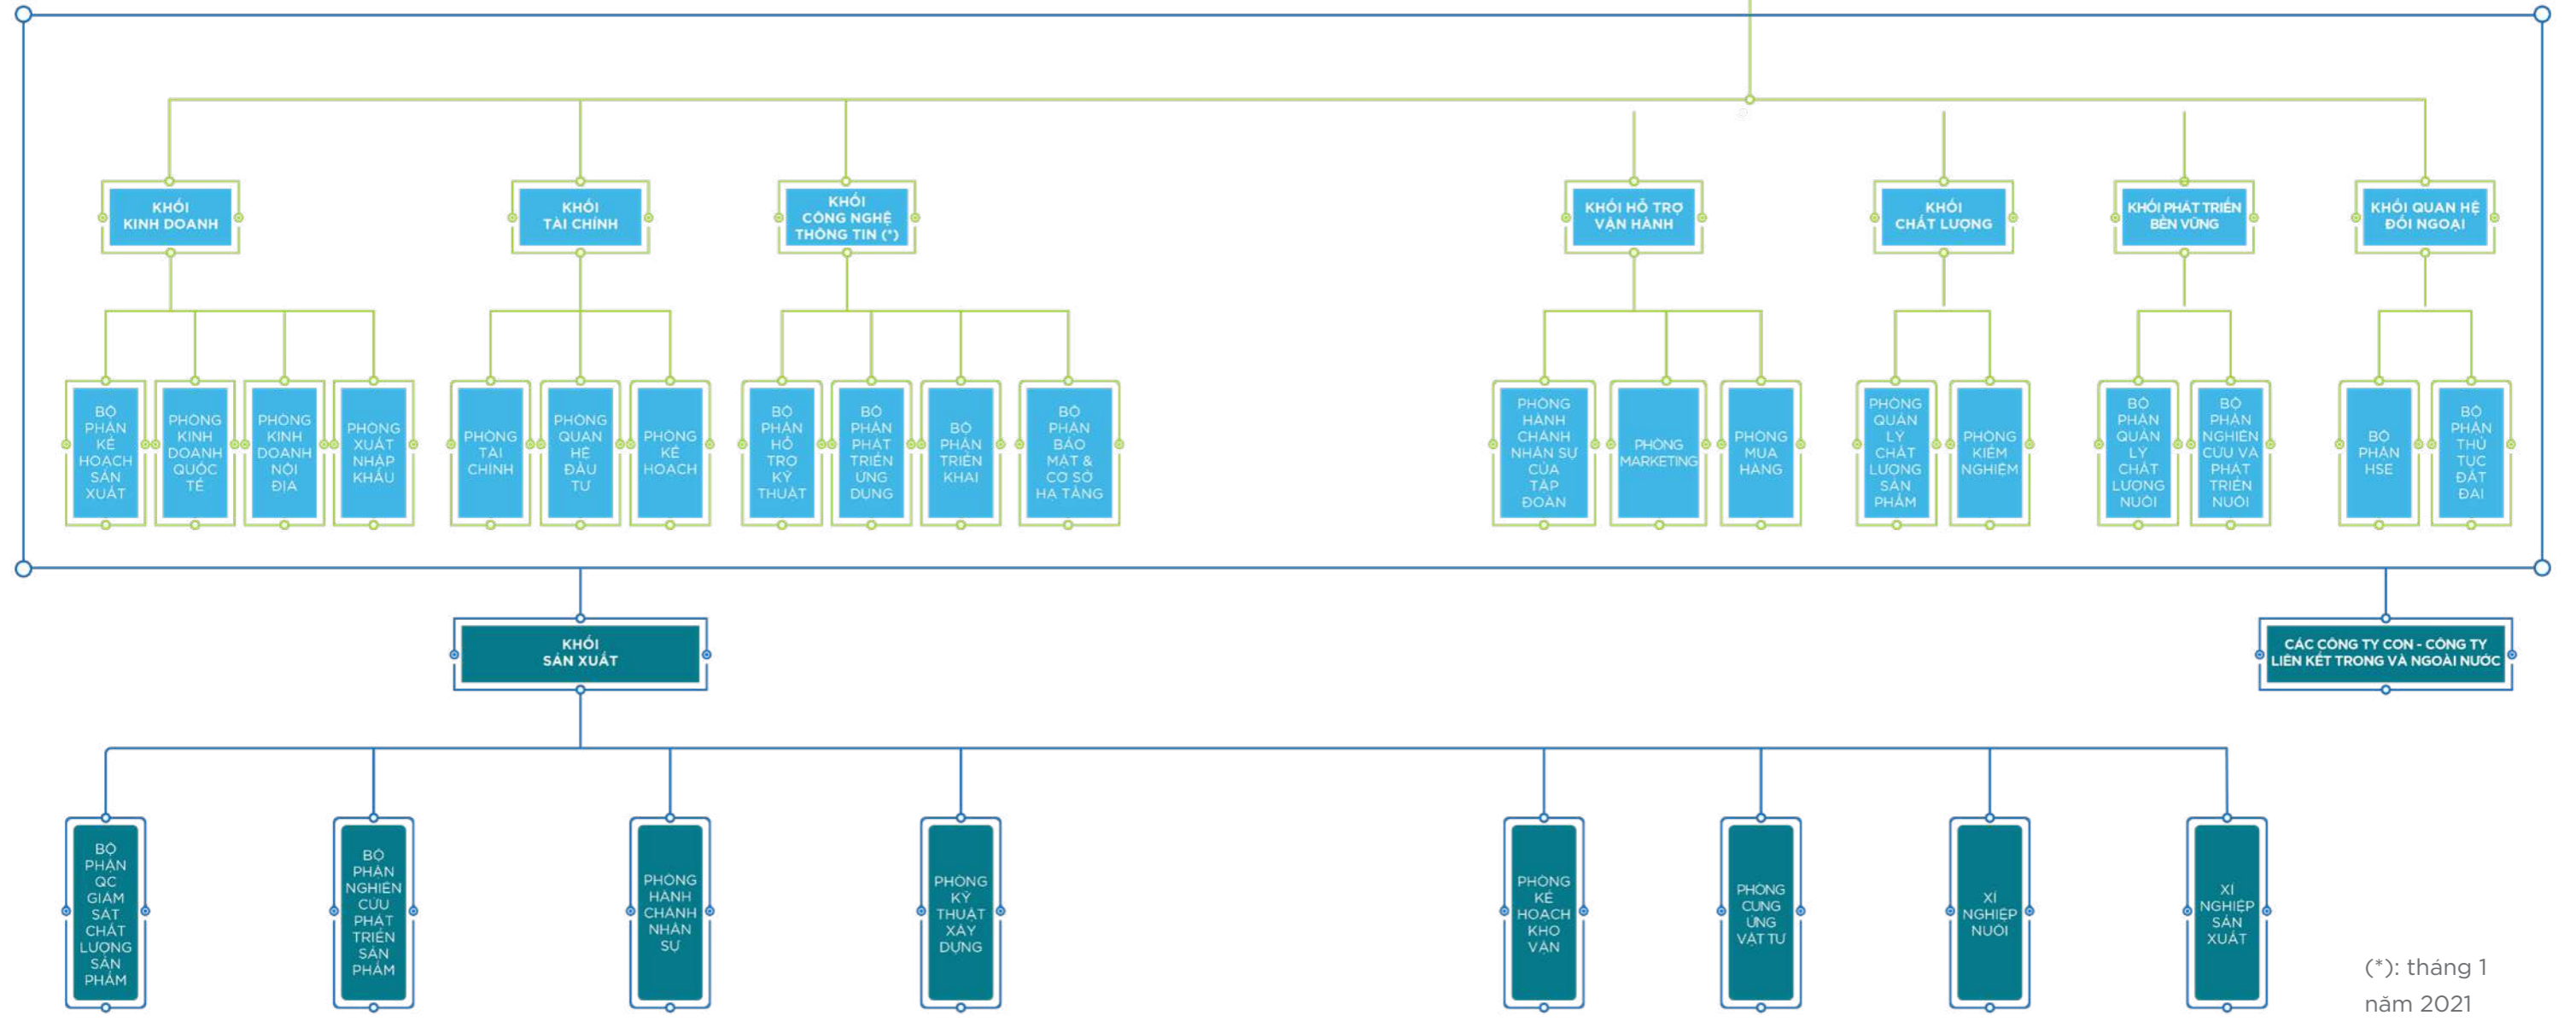 KHỐI
KINH DOANH
KHỐI
TÀI CHÍNH
KHỐI
CÔNG NGHỆ
THÔNG TIN (*)
KHỐI HỖ TRỢ
VẬN HÀNH
KHỐI
CHẤT LƯỢNG
KHỐI PHÁT TRIỂN
BỀN VỮNG
KHỐI QUAN HỆ
ĐỐI NGOẠI
BỘ
PHẬN
KẾ
HOẠCH
SẢN
XUẤT
PHÒNG
KINH
DOANH
QUỐC
TẾ
PHÒNG
KINH
DOANH
NỘI
ĐỊA
PHÒNG
XUẤT
NHẬP
KHẨU
PHÒNG
TÀI
CHÍNH
PHÒNG
QUAN
HỆ
ĐẦU
TƯ
PHÒNG
KẾ
HOẠCH
BỘ
PHẬN
HỖ
TRỢ
KỸ
THUẬT
BỘ
PHẬN
PHÁT
TRIỂN
ỨNG
DỤNG
BỘ
PHẬN
TRIỂN
KHAI
BỘ
PHẬN
BẢO
MẬT &
CƠ SỞ
HẠ TẦNG
PHÒNG
HÀNH
CHÁNH
NHÂN SỰ
CỦA
TẬP
ĐOÀN
PHÒNG
MARKETING
PHÒNG
MUA
HÀNG
PHÒNG
QUẢN
LÝ
CHẤT
LƯỢNG
SẢN
PHẨM
PHÒNG
KIỂM
NGHIỆM
BỘ
PHẬN
QUẢN
LÝ
CHẤT
LƯỢNG
NUÔI
BỘ
PHẬN
NGHIÊN
CỨU VÀ
PHÁT
TRIỂN
NUÔI
BỘ
PHẬN
HSE
BỘ
PHẬN
THỦ
TỤC
ĐẤT
ĐAI
KHỐI
SẢN XUẤT
CÁC CÔNG TY CON - CÔNG TY
LIÊN KẾT TRONG VÀ NGOÀI NƯỚC
BỘ
PHẬN
QC
GIÁM
SÁT
CHẤT
LƯỢNG
SẢN
PHẨM
BỘ
PHẬN
NGHIÊN
CỨU
PHÁT
TRIỂN
SẢN
PHẨM
PHÒNG
HÀNH
CHÁNH
NHÂN
SỰ
PHÒNG
KỸ
THUẬT
XÂY
DỰNG
PHÒNG
KẾ
HOẠCH
KHO
VẬN
PHÒNG
CUNG
ỨNG
VẬT TƯ
XÍ
NGHIỆP
NUÔI
XÍ
NGHIỆP
SẢN
XUẤT
(*): tháng 1
năm 2021